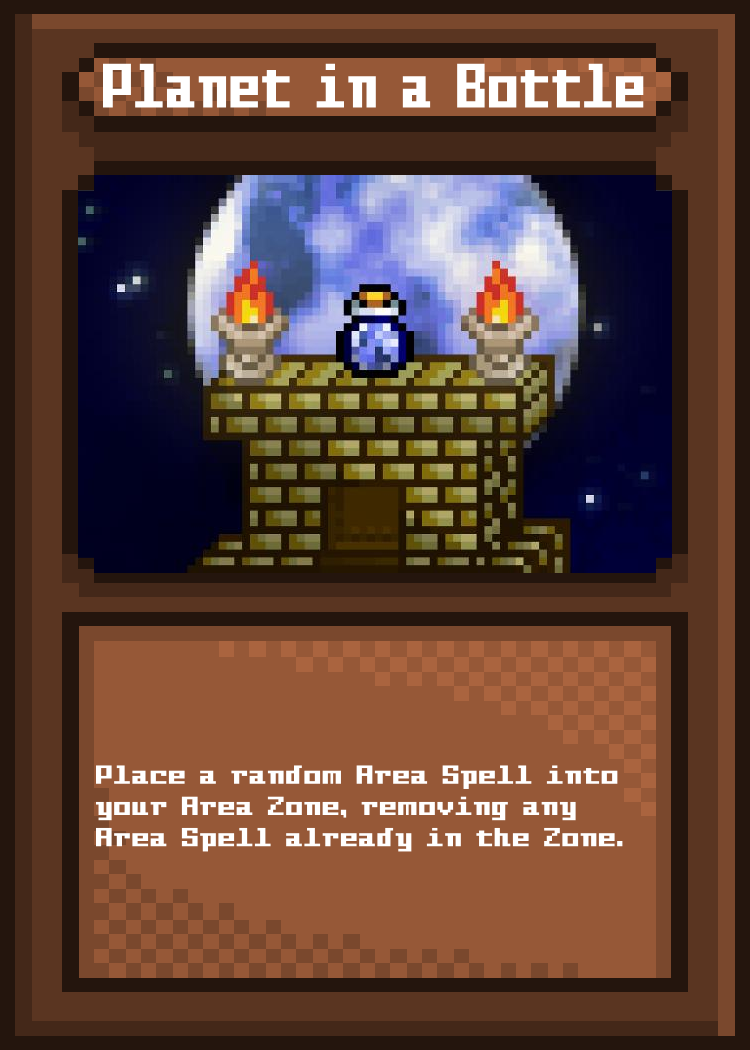 Planet in a Bottle
Place a random Area Spell into
your Area Zone, removing any
Area Spell already in the Zone.